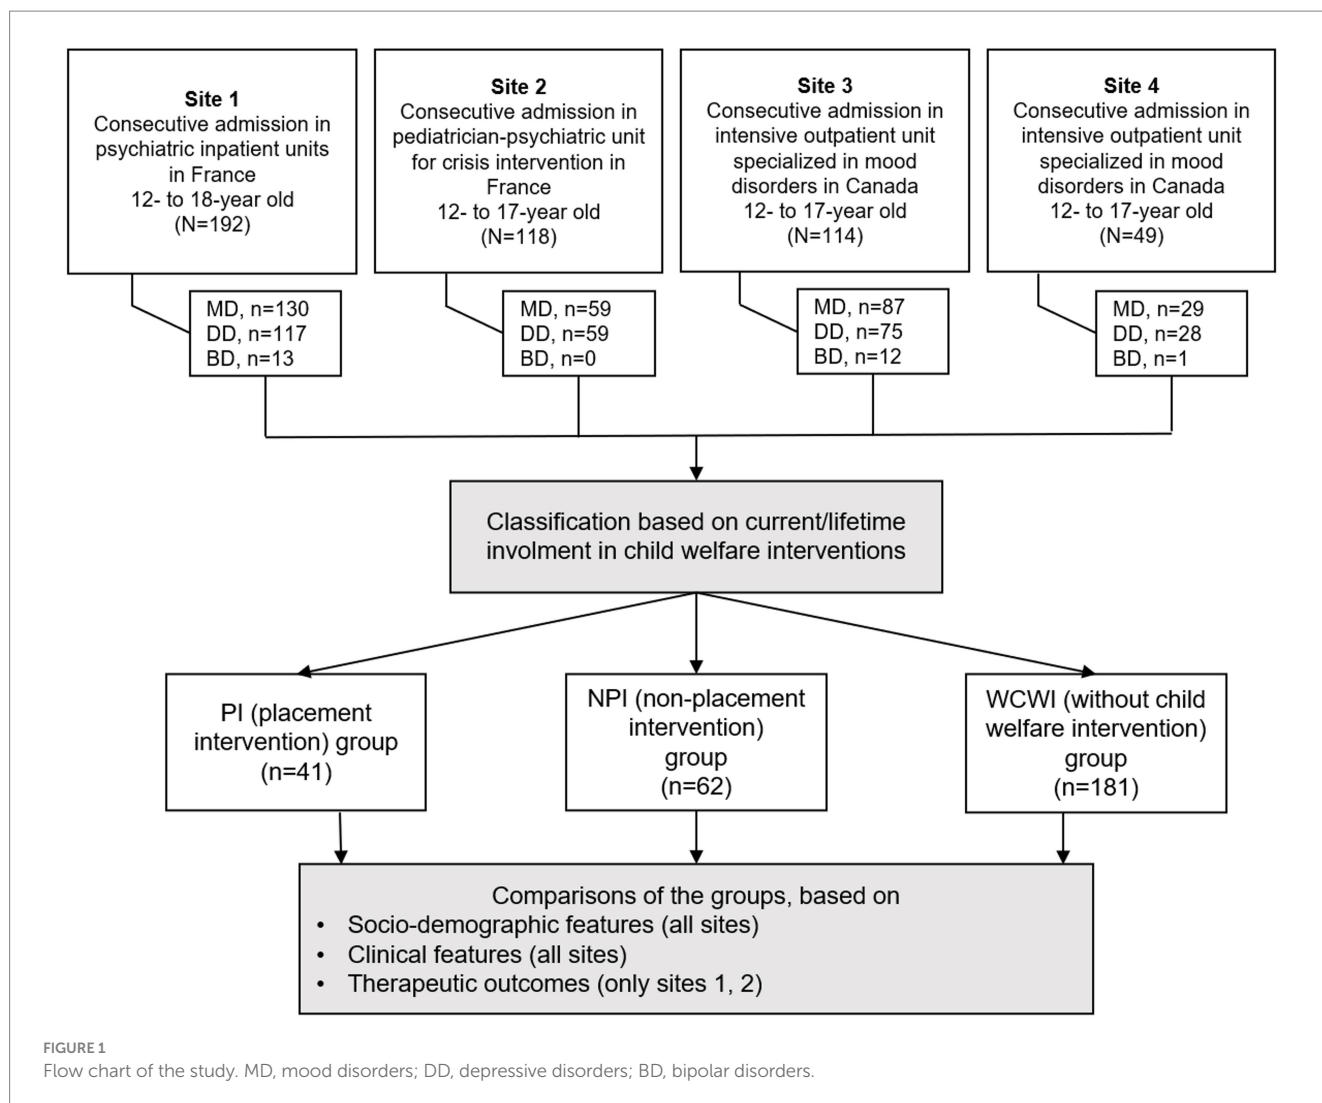 Site 1
Consecutive admission in
psychiatric inpatient units
in France
12- to 18-year old
(N=192)
Site 2
Consecutive admission in
pediatrician-psychiatric unit
for crisis intervention in
France
12- to 17-year old
(N=118)
Site 3
Consecutive admission in
intensive outpatient unit
specialized in mood
disorders in Canada
12- to 17-year old
(N=114)
Site 4
Consecutive admission in
intensive outpatient unit
specialized in mood
disorders in Canada
12- to 17-year old
(N=49)
MD, n=130
DD, n=117
BD, n=13
MD, n=59
DD, n=59
BD, n=0
MD, n=87
DD, n=75
BD, n=12
MD, n=29
DD, n=28
BD, n=1
Classification based on current/lifetime
involment in child welfare interventions
PI (placement
intervention) group
(n=41)
NPI (non-placement
intervention)
group
(n=62)
WCWI (without child
welfare intervention)
group
(n=181)
Comparisons of the groups, based on
• Socio-demographic features (all sites)
• Clinical features (all sites)
• Therapeutic outcomes (only sites 1, 2)
FIGURE 1
Flow chart of the study. MD, mood disorders; DD, depressive disorders; BD, bipolar disorders.